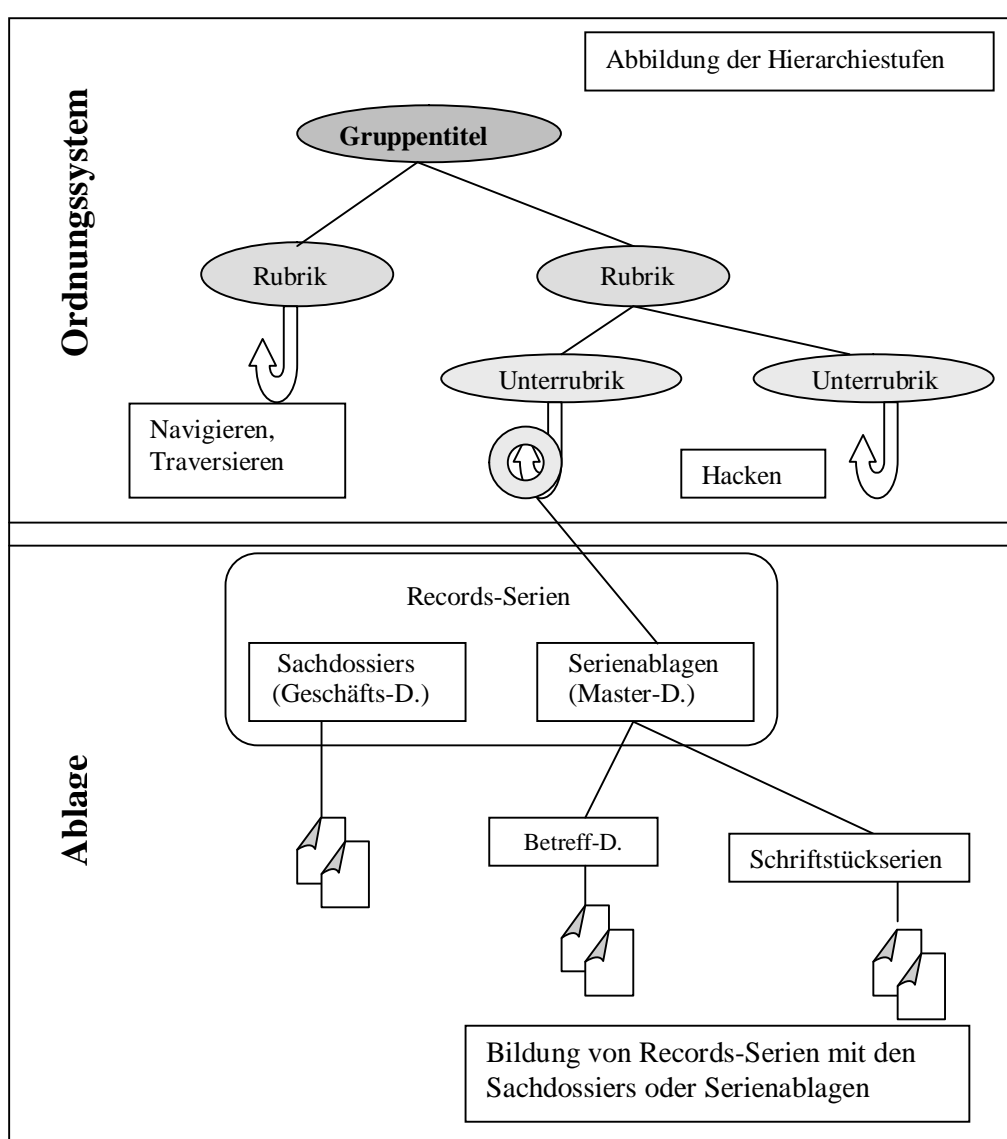 Abbildung der Hierarchiestufen
Ordnungssystem
Gruppentitel
Rubrik
Rubrik
Unterrubrik
Unterrubrik
Navigieren,
Traversieren
Hacken
Ablage
Records-Serien
Sachdossiers
(Geschäfts-D.)
Serienablagen
(Master-D.)
Betreff-D.
Schriftstückserien
Bildung von Records-Serien mit den
Sachdossiers oder Serienablagen